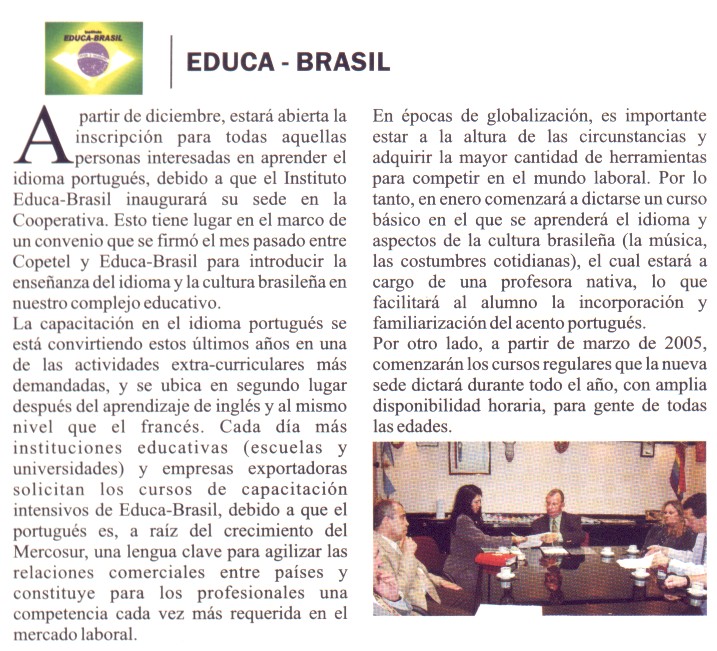 Instituto
EDUCA-BRASIL
EDUCA - BRASIL
A partir de diciembre, estará abierta la
inscripción para todas aquellas
personas interesadas en aprender el
idioma portugués, debido a que el Instituto
Educa-Brasil inaugurará su sede en la
Cooperativa. Esto tiene lugar en el marco de
un convenio que se firmó el mes pasado entre
Copetel y Educa-Brasil para introducir la
enseñanza del idioma y la cultura brasileña en
nuestro complejo educativo.
La capacitación en el idioma portugués se
está convirtiendo estos últimos años en una
de las actividades extra-curriculares más
demandadas, y se ubica en segundo lugar
después del aprendizaje de inglés y al mismo
nivel que el francés. Cada día más
instituciones educativas (escuelas y
universidades) y empresas exportadoras
solicitan los cursos de capacitación
intensivos de Educa-Brasil, debido a que el
portugués es, a raíz del crecimiento del
Mercosur, una lengua clave para agilizar las
relaciones comerciales entre países y
constituye para los profesionales una
competencia cada vez más requerida en el
mercado laboral.
En épocas de globalización, es importante
estar a la altura de las circunstancias y
adquirir la mayor cantidad de herramientas
para competir en el mundo laboral. Por lo
tanto, en enero comenzará a dictarse un curso
básico en el que se aprenderá el idioma y
aspectos de la cultura brasileña (la música,
las costumbres cotidianas), el cual estará a
cargo de una profesora nativa, lo que
facilitará al alumno la incorporación y
familiarización del acento portugués.
Por otro lado, a partir de marzo de 2005,
comenzarán los cursos regulares que la nueva
sede dictará durante todo el año, con amplia
disponibilidad horaria, para gente de todas
las edades.